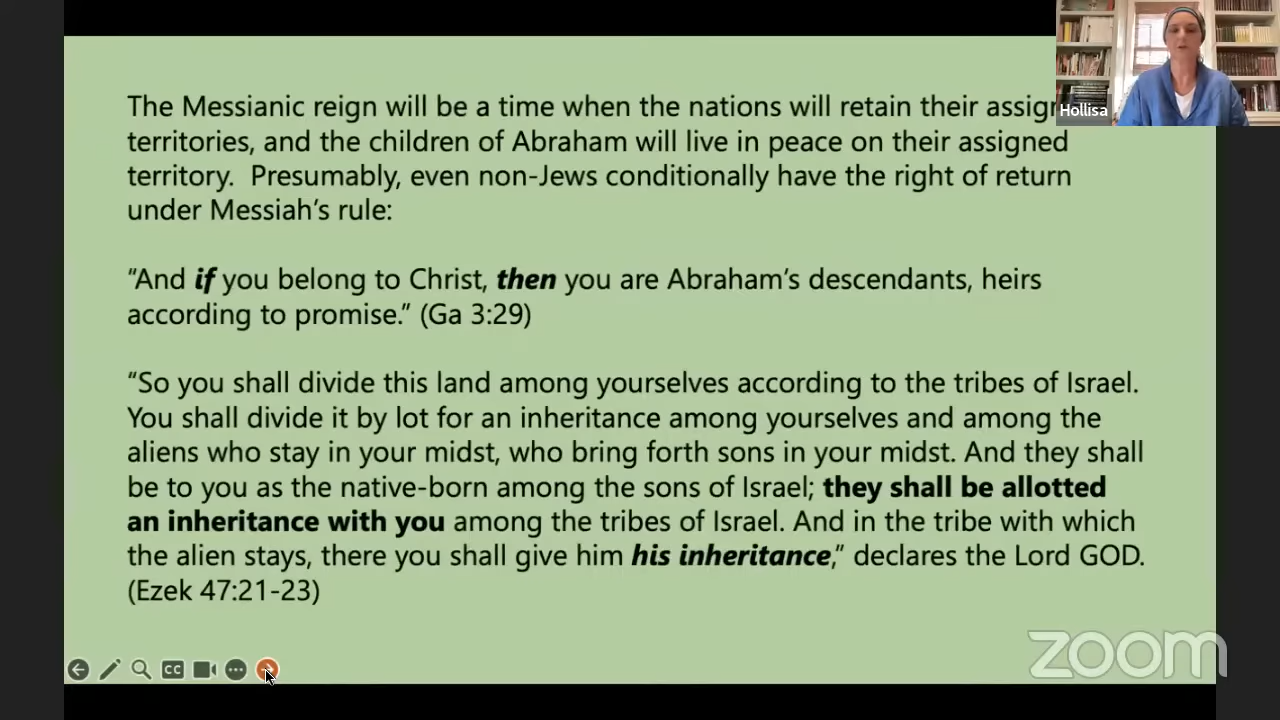 The Messianic reign will be a time when the nations will retain their
territories, and the children of Abraham will live in peace on their assigned
territory.  Presumably, even non-Jews conditionally have the right of return
under Messiah’s rule:
“And if you belong to Christ, then you are Abraham’s descendants, heirs
according to promise.” (Ga 3:29)
“So you shall divide this land among yourselves according to the tribes of Israel.
You shall divide it by lot for an inheritance among yourselves and among the
aliens who stay in your midst, who bring forth sons in your midst. And they shall
be to you as the native-born among the sons of Israel; they shall be allotted
an inheritance with you among the tribes of Israel. And in the tribe with which
the alien stays, there you shall give him his inheritance,” declares the Lord GOD.
(Ezek 47:21-23)
Hollisa
CC
zoom